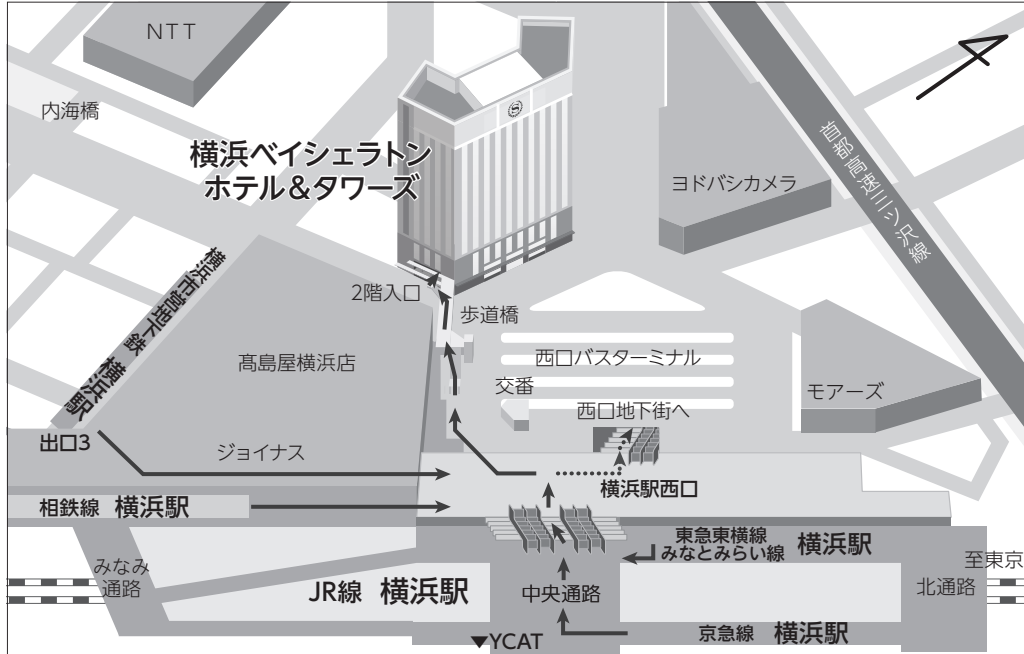 NTT
内海橋
横浜ベイシェラトン
ホテル&タワーズ
S
ヨドバシカメラ
首都高速三ツ沢線
横浜市営地下鉄 横浜駅
2階入口
歩道橋
髙島屋横浜店
西口バスターミナル
交番
西口地下街へ
モアーズ
出口3
ジョイナス
横浜駅西口
相鉄線 横浜駅
東急東横線
みなとみらい線 横浜駅
みなみ
通路
JR線 横浜駅
中央通路
至東京
北通路
京急線 横浜駅
▼YCAT